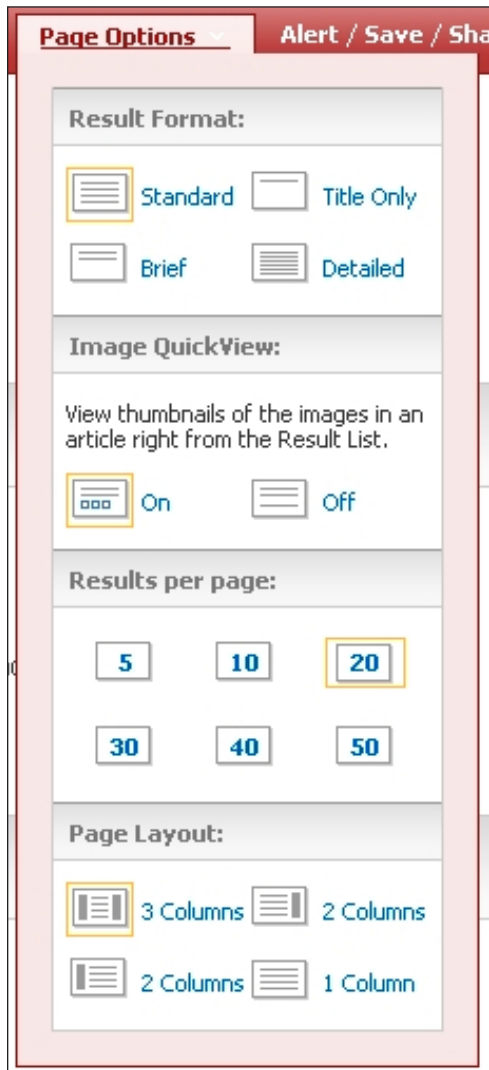 Page Options Alert / Save / Sha
Result Format:
Standard Title Only
Brief Detailed
Image QuickView:
View thumbnails of the images in an
article right from the Result List.
On Off
Results per page:
5 10 20
30 40 50
Page Layout:
3 Columns 2 Columns
2 Columns 1 Column